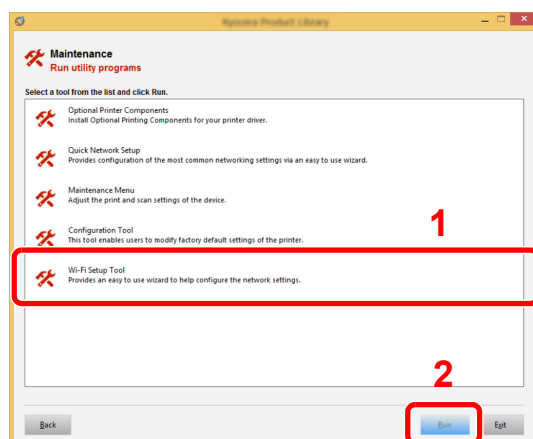 Kyocera Product Library
Maintenance
Run utility programs
Select a tool from the list and click Run.
Optional Printer Components
Install Optional Printing Components for your printer driver.
Quick Network Setup
Provides configuration of the most common networking settings via an easy to use wizard.
Maintenance Menu
Adjust the print and scan settings of the device.
1
Configuration Tool
This tool enables users to modify factory default settings of the printer.
Wi-Fi Setup Tool
Provides an easy to use wizard to help configure the network settings.
2
Back
Run
Exit